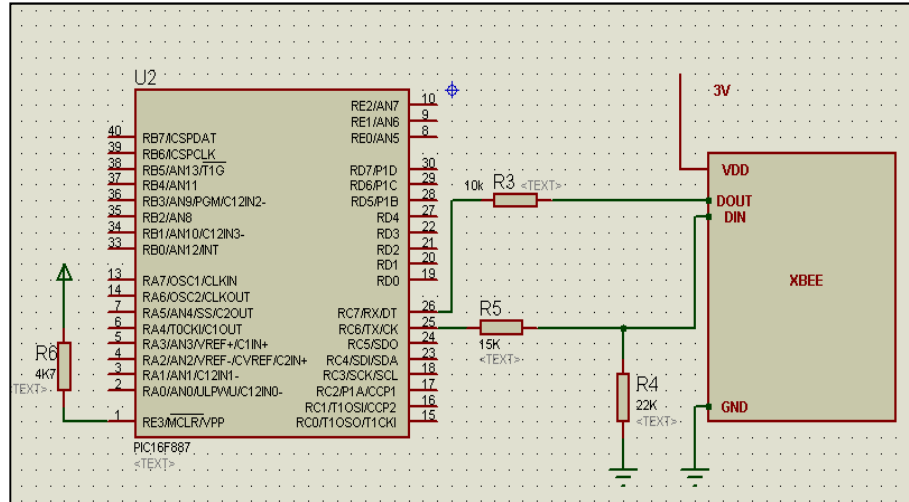 U2
40 RB7/ICSPDAT
39 RB6/ICSPCLK
38 RB5/AN13/T1G
37 RB4/AN11
36 RB3/AN9/PGM/C12IN2-
35 RB2/AN8
34 RB1/AN10/C12IN3-
33 RB0/AN12/INT
13 RA7/OSC1/CLKIN
14 RA6/OSC2/CLKOUT
7 RA5/AN4/SS/C2OUT
6 RA4/T0CKI/C1OUT
5 RA3/AN3/VREF+/C1IN+
4 RA2/AN2/VREF-/CVREF/C2IN+
3 RA1/AN1/C12IN1-
2 RA0/AN0/ULPWU/C12IN0-
1 RE3/MCLR/VPP
RE2/AN7 10
RE1/AN6 9
RE0/AN5 8
RD7/P1D 30
RD6/P1C 29
RD5/P1B 28
RD4 27
RD3 22
RD2 21
RD1 20
RD0 19
RC7/RX/DT 26
RC6/TX/CK 25
RC5/SDO 24
RC4/SDI/SDA 23
RC3/SCK/SCL 18
RC2/P1A/CCP1 17
RC1/T1OSI/CCP2 16
RC0/T1OSO/T1CKI 15
PIC16F887
<TEXT>
R6
4K7
<TEXT>
10k R3 <TEXT>
R5
15K
<TEXT>
R4
22K
<TEXT>
3V
VDD
DOUT
DIN
XBEE
GND